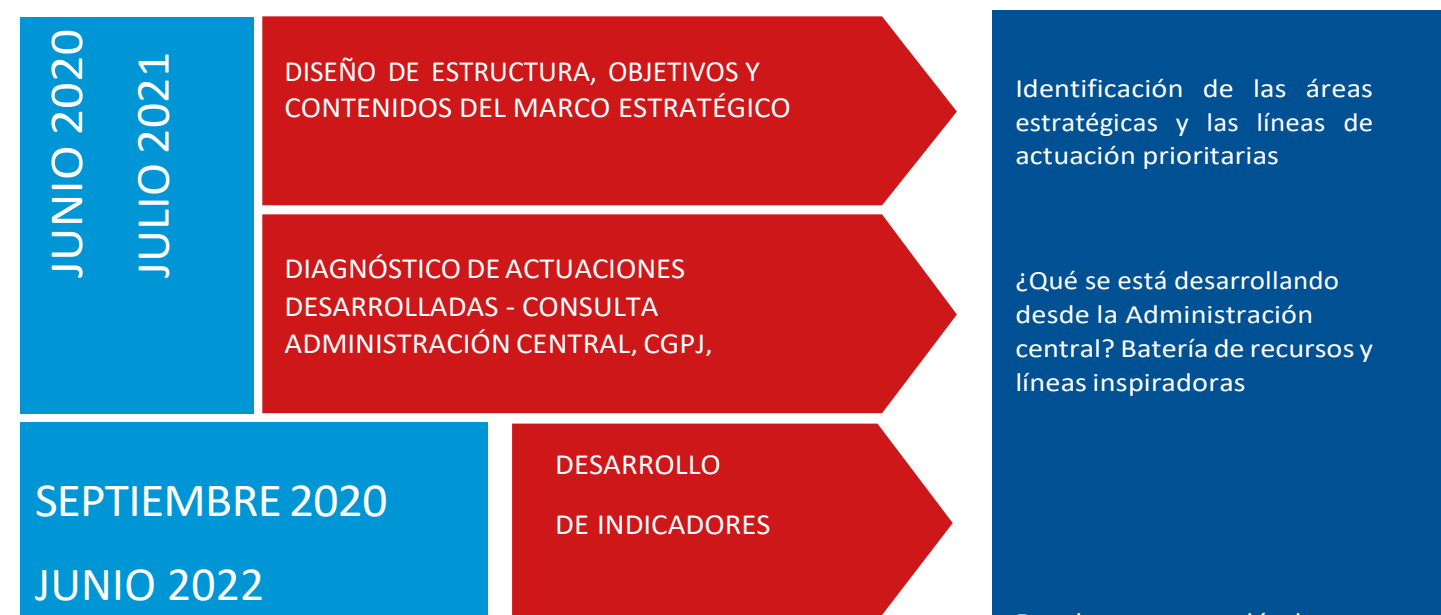 JUNIO 2020
JULIO 2021
DISEÑO DE ESTRUCTURA, OBJETIVOS Y
CONTENIDOS DEL MARCO ESTRATÉGICO
Identificación de las áreas
estratégicas y las líneas de
actuación prioritarias
DIAGNÓSTICO DE ACTUACIONES
DESARROLLADAS - CONSULTA
ADMINISTRACIÓN CENTRAL, CGPJ,
¿Qué se está desarrollando
desde la Administración
central? Batería de recursos y
líneas inspiradoras
SEPTIEMBRE 2020
JUNIO 2022
DESARROLLO
DE INDICADORES